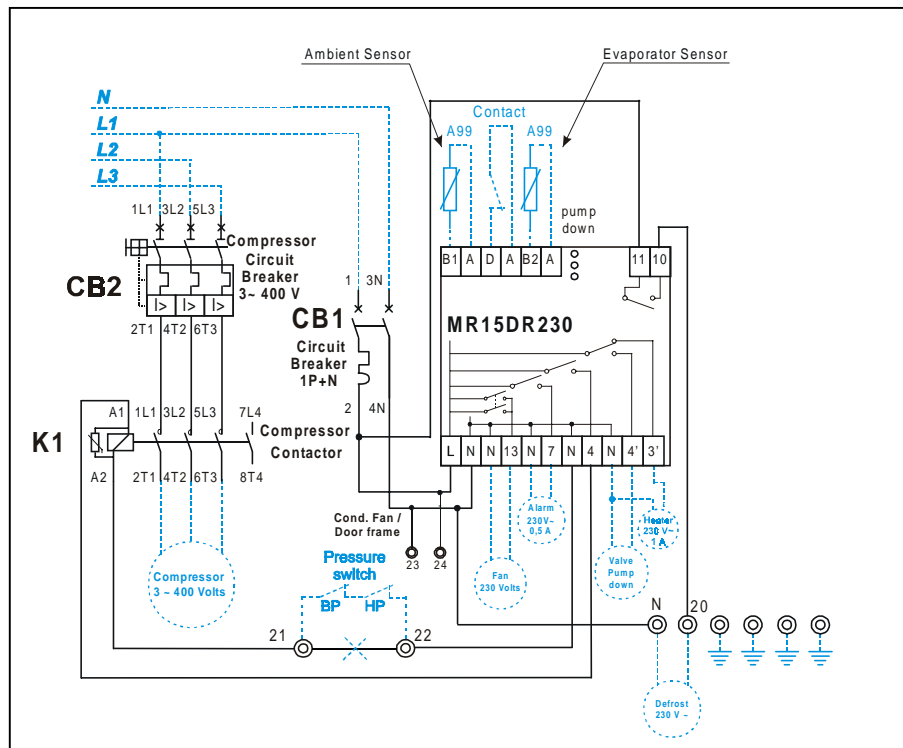 Ambient Sensor
Evaporator Sensor
N
L1
L2
L3
Contact
A99
A99
1L1 3L2 5L3
pump
down
Compressor
Circuit
Breaker
3~ 400 V
CB2
I> I> I>
2T1 4T2 6T3
1 3N
CB1
Circuit
Breaker
1P+N
2 4N
B1 A D A B2 A
11 10
MR15DR230
K1
A1
1L1 3L2 5L3 7L4
Compressor
Contactor
A2
2T1 4T2 6T3 8T4
L N N 13 N 7 N 4 N 4' 3'
Cond. Fan /
Door frame
23 24
Alarm
230V~
0,5 A
Heater
230 V~
1 A
Fan
230 Volts
Valve
Pump
down
Compressor
3 ~ 400 Volts
Pressure
switch
BP HP
21 22
N 20
Defrost
230 V ~